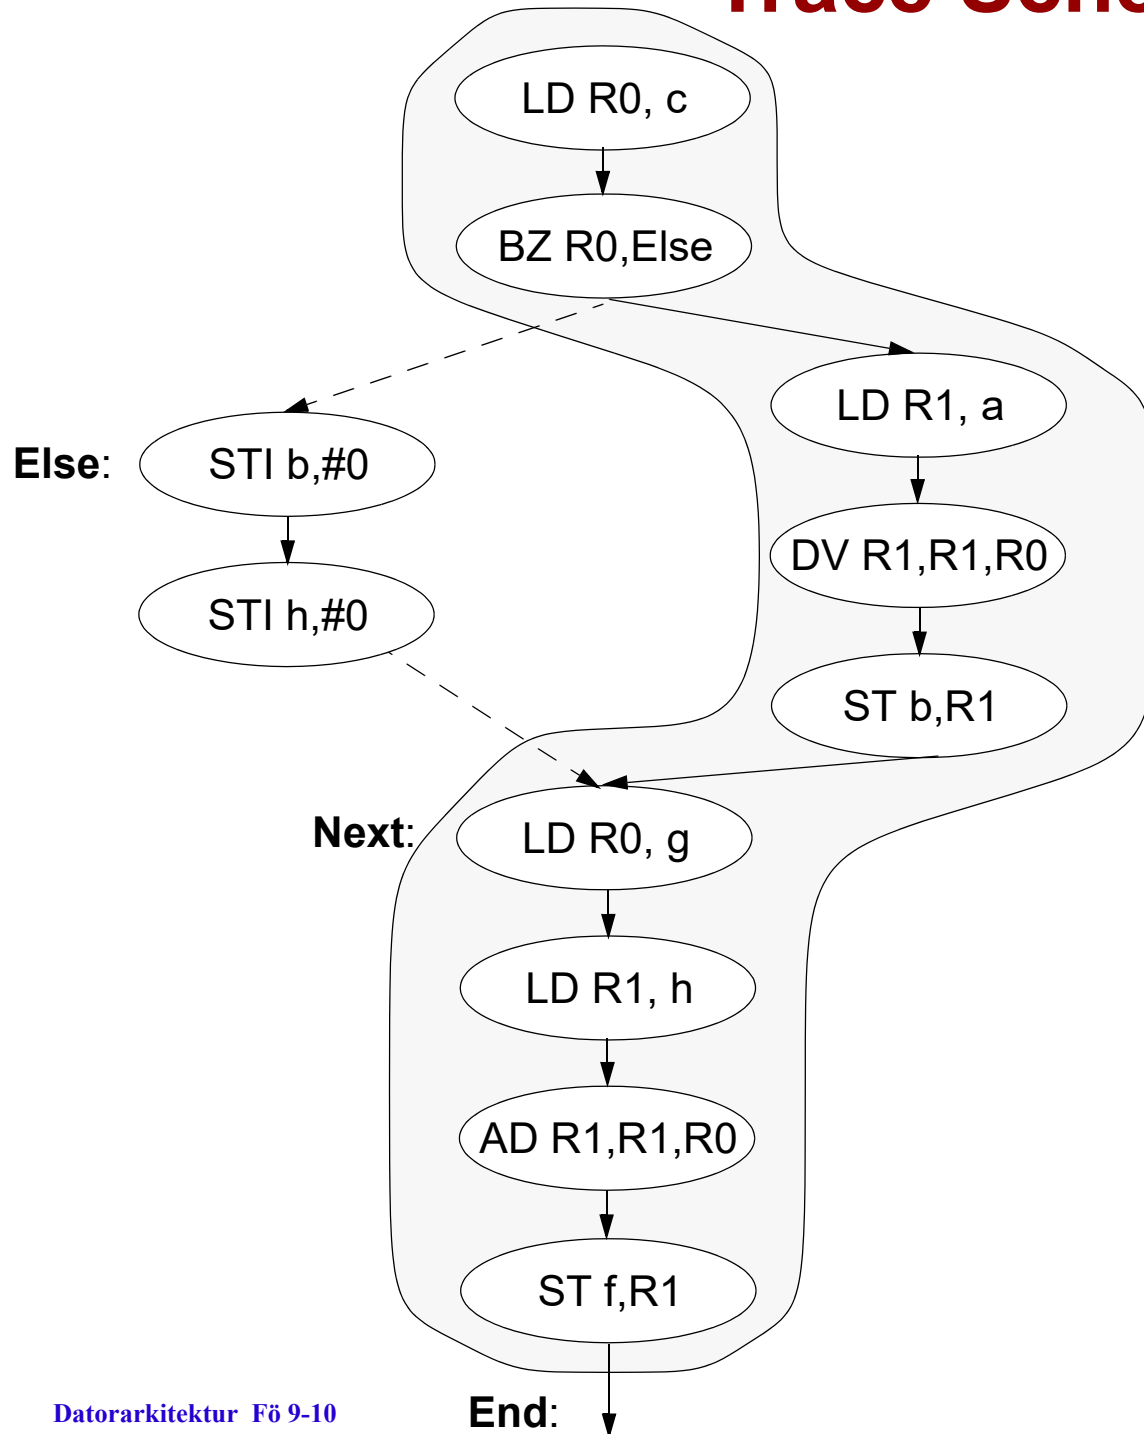 LD R0, c
BZ R0,Else
LD R1, a
Else: STI b,#0
DV R1,R1,R0
STI h,#0
ST b,R1
Next: LD R0, g
LD R1, h
AD R1,R1,R0
ST f,R1
Datorarkitektur Fö 9-10
End: